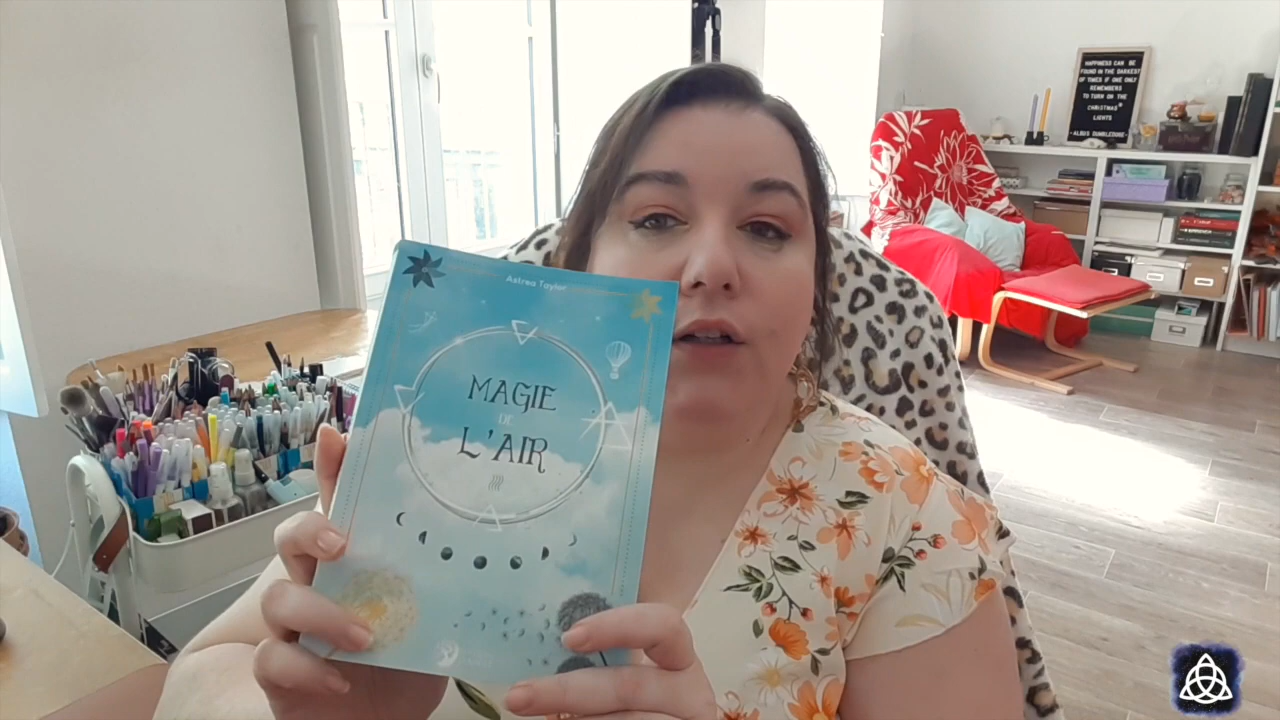 Astrea Taylor
MAGIE
DE
L'AIR
HAPPINESS CAN BE
FOUND IN THE DARKEST
OF TIMES IF ONE ONLY
REMEMBERS
TO TURN ON THE
CHRISTMAS
LIGHTS
-ALBUS DUMBLEDORE-